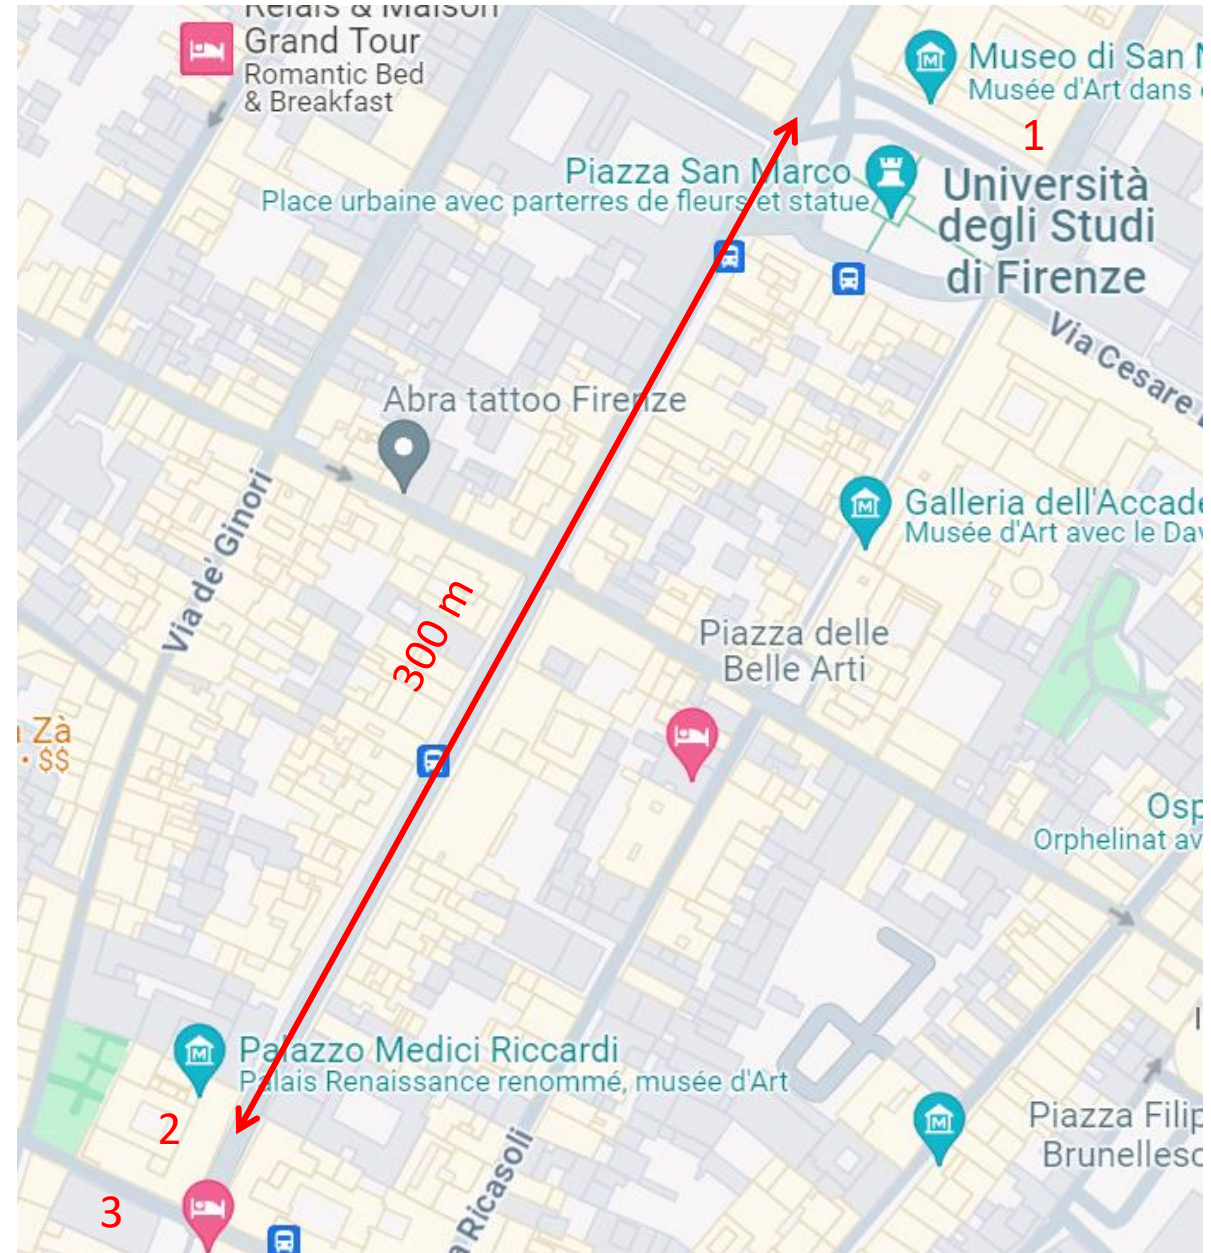 Relais & Maison
Grand Tour
Romantic Bed
& Breakfast
Museo di San
Musée d'Art dans
1
Piazza San Marco
Place urbaine avec parterres de fleurs et statue
Università
degli Studi
di Firenze
Via Cesare
Abra tattoo Firenze
Via de' Ginori
Galleria dell'Accade
Musée d'Art avec le Dav
300 m
Piazza delle
Belle Arti
Zà
· $$
Osp
Orphelinat av
Palazzo Medici Riccardi
Palais Renaissance renommé, musée d'Art
2
Piazza Filip
Brunellesc
3
Ricasoli